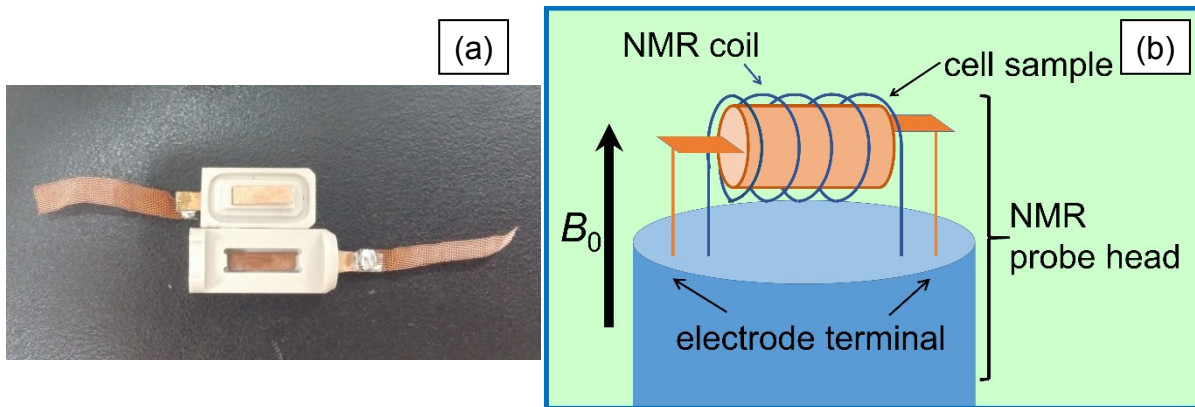 (a)
(b)
NMR coil
cell sample
B0
NMR
probe head
electrode terminal